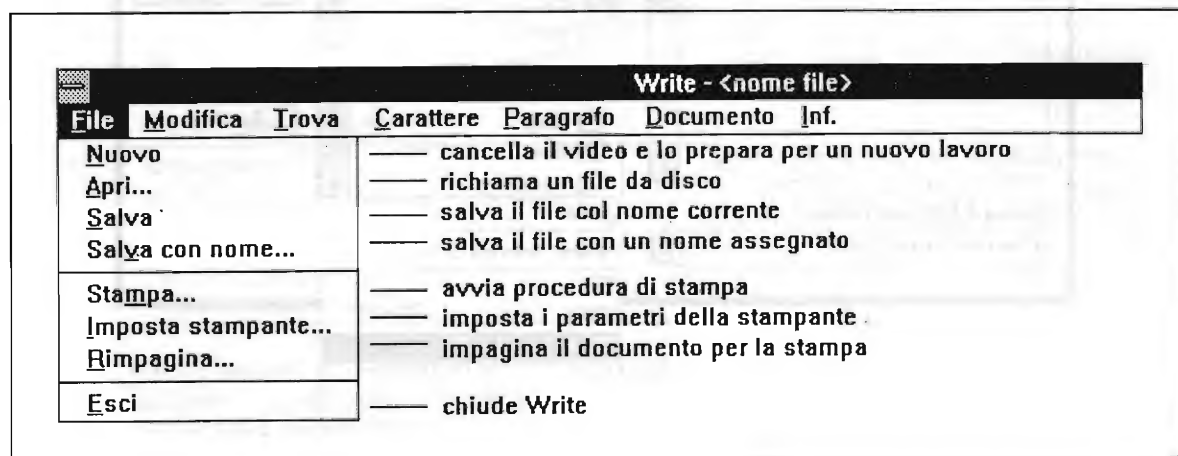 Write - <nome file>
File Modifica Trova Carattere Paragrafo Documento Inf.
Nuovo cancella il video e lo prepara per un nuovo lavoro
Apri... richiama un file da disco
Salva salva il file col nome corrente
Salva con nome... salva il file con un nome assegnato
Stampa... avvia procedura di stampa
Imposta stampante... imposta i parametri della stampante
Rimpagina... impagina il documento per la stampa
Esci chiude Write